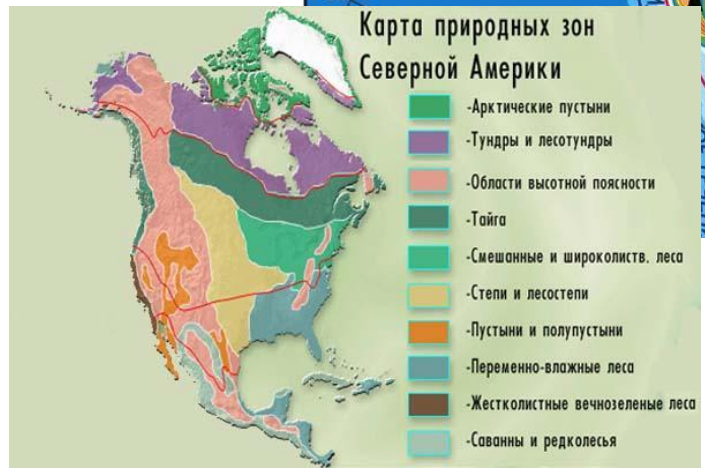 Карта природных зон
Северной Америки
-Арктические пустыни
-Тундры и лесотундры
-Области высотной поясности
-Тайга
-Смешанные и широколиств. леса
-Степи и лесостепи
-Пустыни и полупустыни
-Переменно-влажные леса
-Жестколистные вечнозеленые леса
-Саванны и редколесья